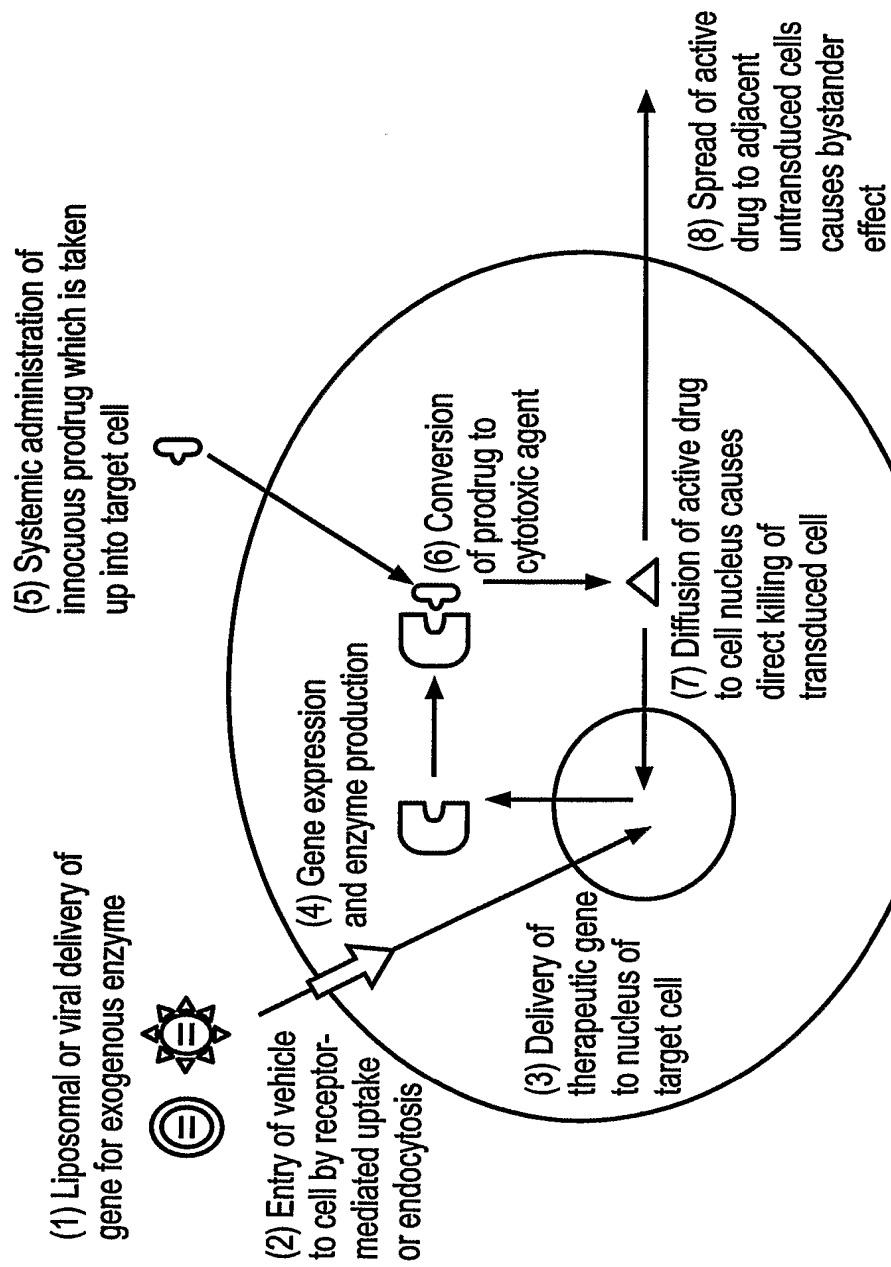 (1) Liposomal or viral delivery of
gene for exogenous enzyme
(2) Entry of vehicle
to cell by receptor-
mediated uptake
or endocytosis
(3) Delivery of
therapeutic gene
to nucleus of
target cell
(4) Gene expression
and enzyme production
(5) Systemic administration of
innocuous prodrug which is taken
up into target cell
(6) Conversion
of prodrug to
cytotoxic agent
(7) Diffusion of active drug
to cell nucleus causes
direct killing of
transduced cell
(8) Spread of active
drug to adjacent
untransduced cells
causes bystander
effect